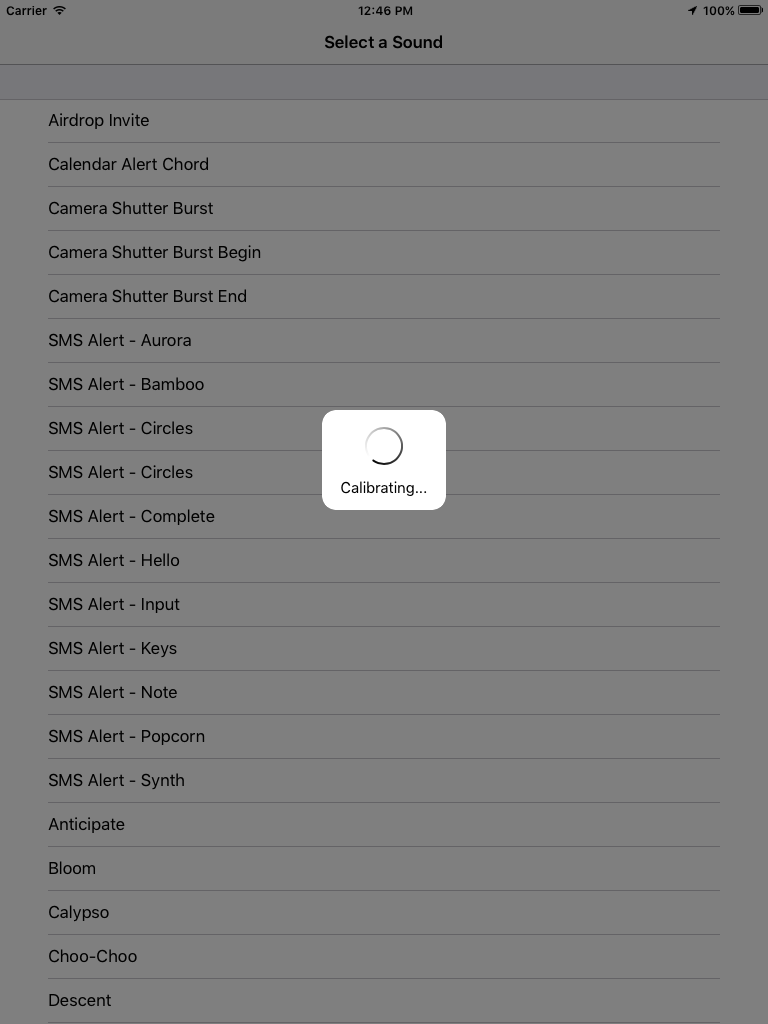 Carrier 12:46 PM 100%
Select a Sound
Airdrop Invite
Calendar Alert Chord
Camera Shutter Burst
Camera Shutter Burst Begin
Camera Shutter Burst End
SMS Alert - Aurora
SMS Alert - Bamboo
SMS Alert - Circles
SMS Alert - Circles
Calibrating...
SMS Alert - Complete
SMS Alert - Hello
SMS Alert - Input
SMS Alert - Keys
SMS Alert - Note
SMS Alert - Popcorn
SMS Alert - Synth
Anticipate
Bloom
Calypso
Choo-Choo
Descent